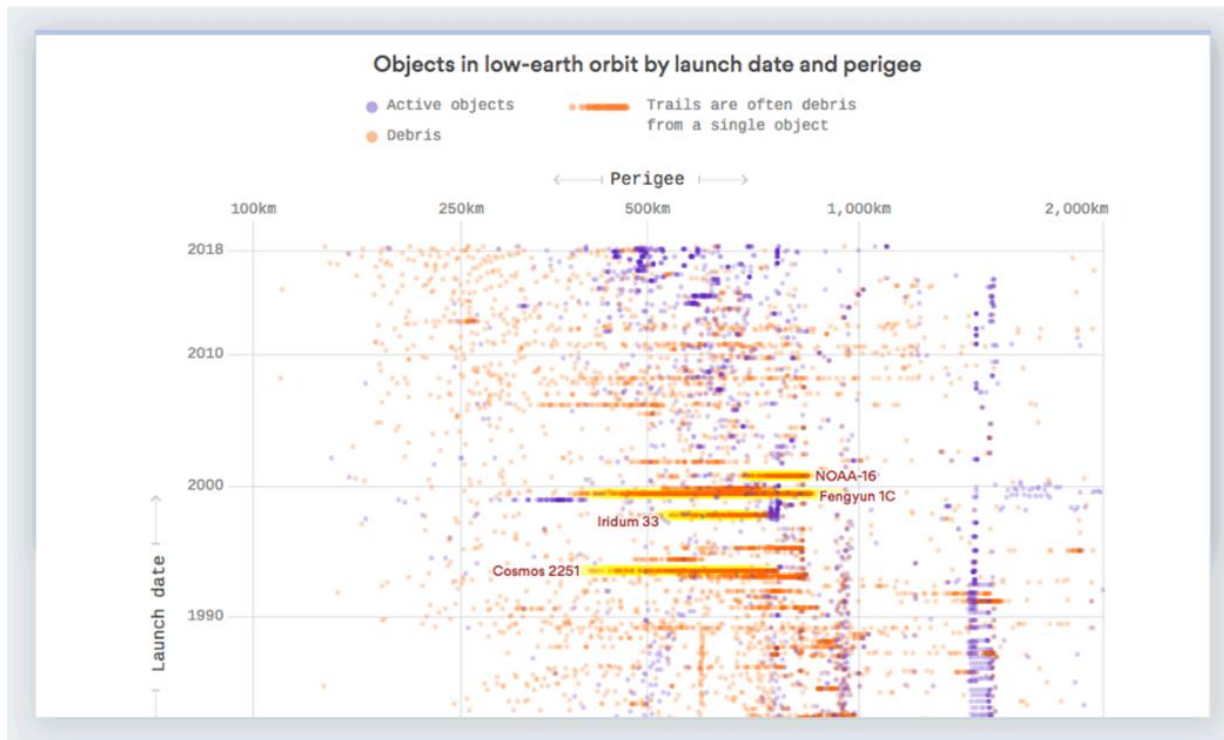 Objects in low-earth orbit by launch date and perigee
Active objects
Trails are often debris
from a single object
Debris
Perigee
100km 250km 500km 1,000km 2,000km
2018
2010
NOAA-16
2000
Fengyun 1C
Iridum 33
Cosmos 2251
1990
Launch date